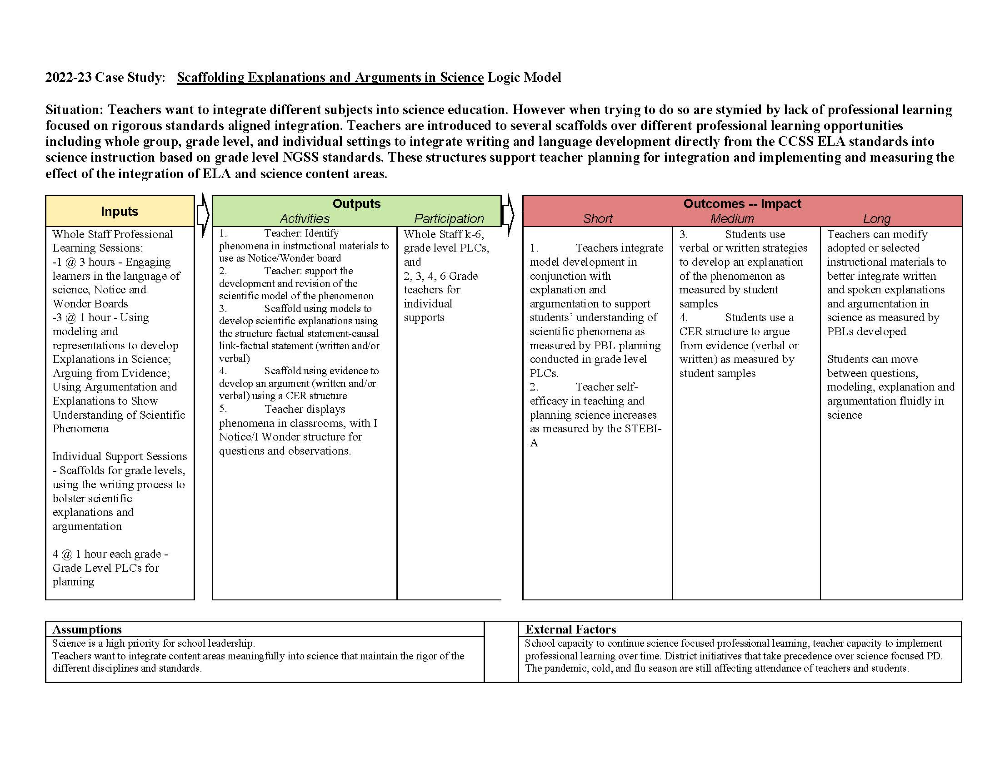 2022-23 Case Study: Scaffolding Explanations and Arguments in Science Logic Model
Situation: Teachers want to integrate different subjects into science education. However when trying to do so are stymied by lack of professional learning
focused on rigorous standards aligned integration. Teachers are introduced to several scaffolds over different professional learning opportunities
including whole group, grade level, and individual settings to integrate writing and language development directly from the CCSS ELA standards into
science instruction based on grade level NGSS standards. These structures support teacher planning for integration and implementing and measuring the
effect of the integration of ELA and science content areas.
Inputs
Whole Staff Professional
Learning Sessions:
-1 @ 3 hours - Engaging
learners in the language of
science, Notice and
Wonder Boards
-3 @ 1 hour - Using
modeling and
representations to develop
Explanations in Science;
Arguing from Evidence;
Using Argumentation and
Explanations to Show
Understanding of Scientific
Phenomena
Individual Support Sessions
- Scaffolds for grade levels,
using the writing process to
bolster scientific
explanations and
argumentation
4 @ 1 hour each grade -
Grade Level PLCs for
planning
Outputs
Activities
Participation
1. Teacher: Identify
phenomena in instructional materials to
use as Notice/Wonder board
2. Teacher: support the
development and revision of the
scientific model of the phenomenon
3. Scaffold using models to
develop scientific explanations using
the structure factual statement-causal
link-factual statement (written and/or
verbal)
4. Scaffold using evidence to
develop an argument (written and/or
verbal) using a CER structure
5. Teacher displays
phenomena in classrooms, with I
Notice/I Wonder structure for
questions and observations.
Whole Staff k-6,
grade level PLCs,
and
2, 3, 4, 6 Grade
teachers for
individual
supports
Outcomes -- Impact
Short
Medium
Long
1. Teachers integrate
model development in
conjunction with
explanation and
argumentation to support
students’ understanding of
scientific phenomena as
measured by PBL planning
conducted in grade level
PLCs.
2. Teacher self-
efficacy in teaching and
planning science increases
as measured by the STEBI-
A
3. Students use
verbal or written strategies
to develop an explanation
of the phenomenon as
measured by student
samples
4. Students use a
CER structure to argue
from evidence (verbal or
written) as measured by
student samples
Teachers can modify
adopted or selected
instructional materials to
better integrate written
and spoken explanations
and argumentation in
science as measured by
PBLs developed
Students can move
between questions,
modeling, explanation and
argumentation fluidly in
science
Assumptions
Science is a high priority for school leadership.
Teachers want to integrate content areas meaningfully into science that maintain the rigor of the
different disciplines and standards.
External Factors
School capacity to continue science focused professional learning, teacher capacity to implement
professional learning over time. District initiatives that take precedence over science focused PD.
The pandemic, cold, and flu season are still affecting attendance of teachers and students.